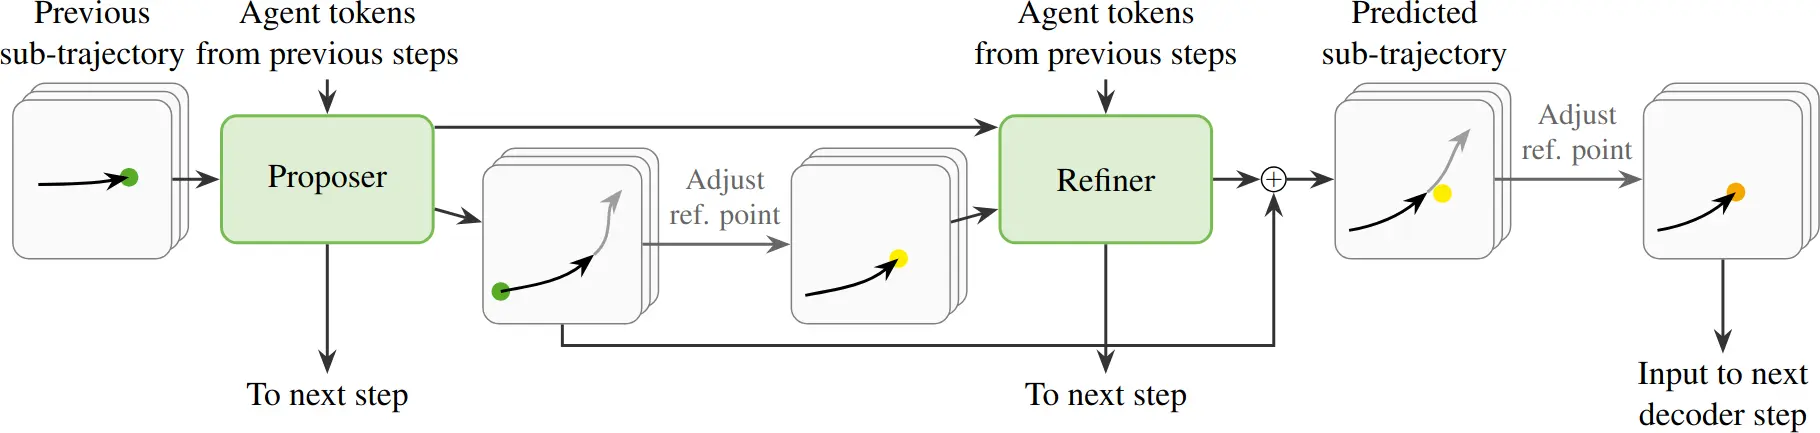 Previous
sub-trajectory
Agent tokens
from previous steps
Agent tokens
from previous steps
Predicted
sub-trajectory
Proposer
Adjust
ref. point
Refiner
+
Adjust
ref. point
To next step
To next step
Input to next
decoder step